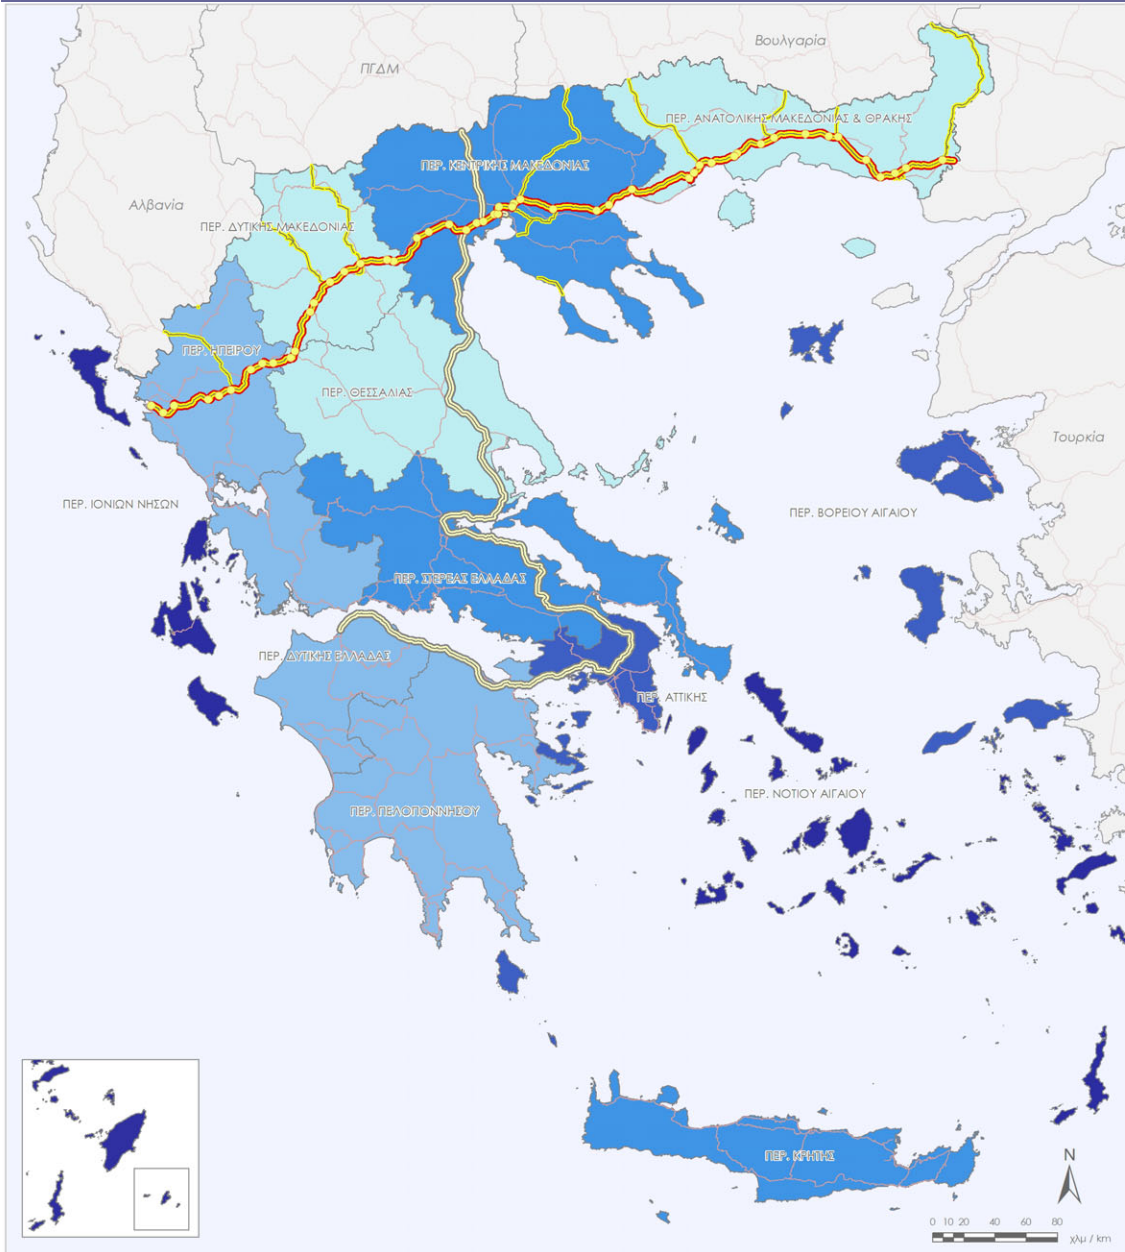 Βουλγαρία
ΠΓΔΜ
ΠΕΡ. ΑΝΑΤΟΛΙΚΗΣ ΜΑΚΕΔΟΝΙΑΣ & ΘΡΑΚΗΣ
ΠΕΡ. ΚΕΝΤΡΙΚΗΣ ΜΑΚΕΔΟΝΙΑΣ
Αλβανία
ΠΕΡ. ΔΥΤΙΚΗΣ ΜΑΚΕΔΟΝΙΑΣ
ΠΕΡ. ΗΠΕΙΡΟΥ
ΠΕΡ. ΘΕΣΣΑΛΙΑΣ
Τουρκία
ΠΕΡ. ΙΟΝΙΩΝ ΝΗΣΩΝ
ΠΕΡ. ΒΟΡΕΙΟΥ ΑΙΓΑΙΟΥ
ΠΕΡ. ΣΤΕΡΕΑΣ ΕΛΛΑΔΑΣ
ΠΕΡ. ΔΥΤΙΚΗΣ ΕΛΛΑΔΑΣ
ΠΕΡ. ΑΤΤΙΚΗΣ
ΠΕΡ. ΝΟΤΙΟΥ ΑΙΓΑΙΟΥ
ΠΕΡ. ΠΕΛΟΠΟΝΝΗΣΟΥ
ΠΕΡ. ΚΡΗΤΗΣ
N
0 10 20 40 60 80
χλμ / km